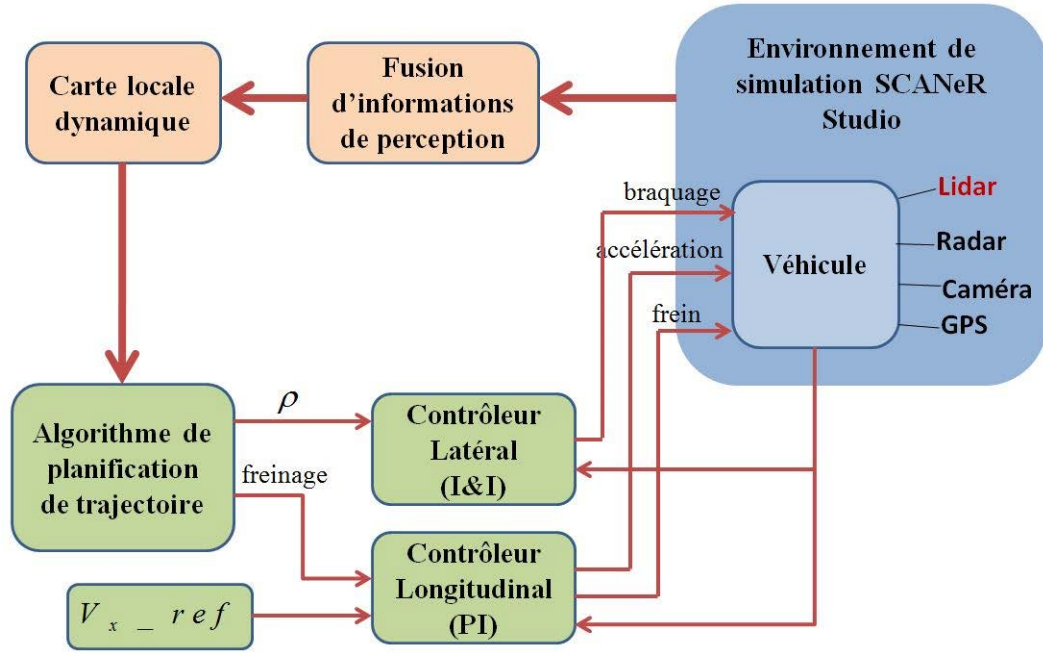 Carte locale
dynamique
Fusion
d’informations
de perception
Environnement de
simulation SCANeR
Studio
braquage
accélération
frein
Véhicule
Lidar
Radar
Caméra
GPS
Algorithme de
planification
de trajectoire
ρ
freinage
Contrôleur
Latéral
(I&I)
Contrôleur
Longitudinal
(PI)
V x _ r e f